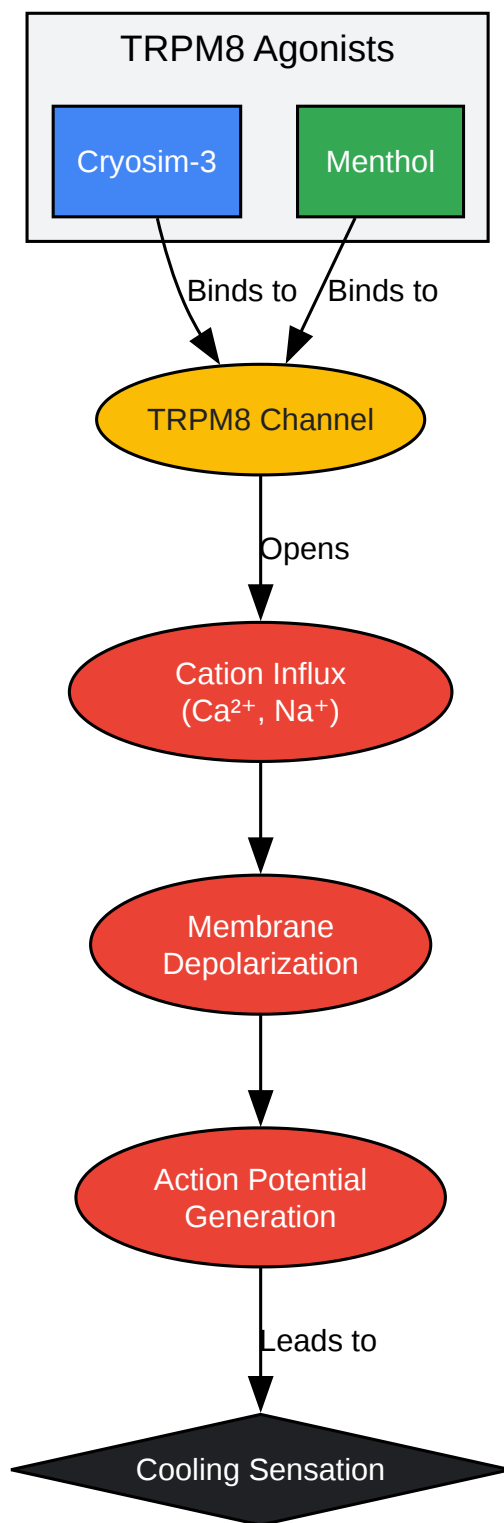 TRPM8 Agonists
Cryosim-3
Menthol
Binds to
Binds to
TRPM8 Channel
Opens
Cation Influx
(Ca²⁺, Na⁺)
Membrane
Depolarization
Action Potential
Generation
Leads to
Cooling Sensation